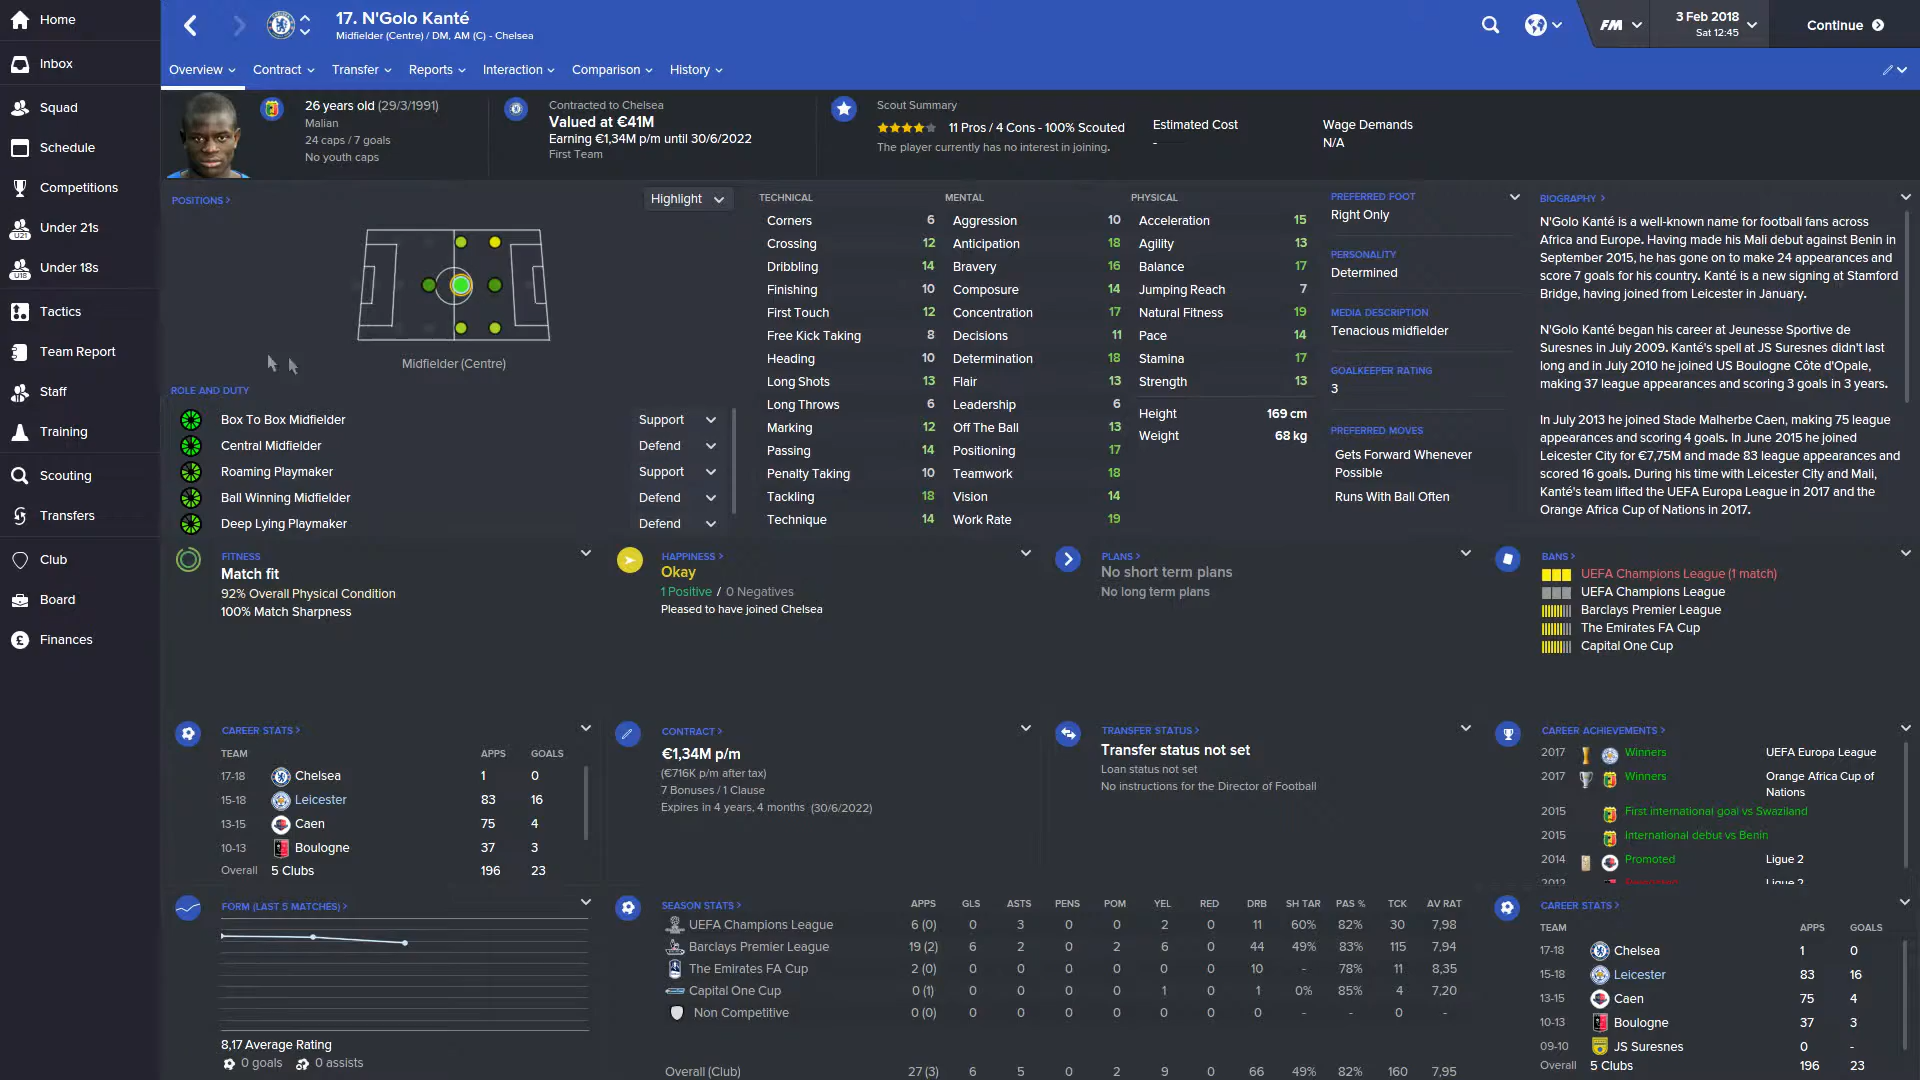 Home
Inbox
Squad
Schedule
Competitions
U21
Under 21s
U18
Under 18s
Tactics
Team Report
Staff
Training
Scouting
Transfers
Club
Board
Finances
17. N'Golo Kanté
Midfielder (Centre) / DM, AM (C) - Chelsea
FM
3 Feb 2018
Sat 12:45
Continue
Overview
Contract
Transfer
Reports
Interaction
Comparison
History
26 years old (29/3/1991)
Malian
24 caps / 7 goals
No youth caps
Contracted to Chelsea
Valued at €41M
Earning €1,34M p/m until 30/6/2022
First Team
Scout Summary
11 Pros / 4 Cons - 100% Scouted
The player currently has no interest in joining.
Estimated Cost
-
Wage Demands
N/A
POSITIONS >
Highlight
Midfielder (Centre)
ROLE AND DUTY
Box To Box Midfielder Support
Central Midfielder Defend
Roaming Playmaker Support
Ball Winning Midfielder Defend
Deep Lying Playmaker Defend
TECHNICAL
Corners 6
Crossing 12
Dribbling 14
Finishing 10
First Touch 12
Free Kick Taking 8
Heading 10
Long Shots 13
Long Throws 6
Marking 12
Passing 14
Penalty Taking 10
Tackling 18
Technique 14
MENTAL
Aggression 10
Anticipation 18
Bravery 16
Composure 14
Concentration 17
Decisions 11
Determination 18
Flair 13
Leadership 6
Off The Ball 13
Positioning 17
Teamwork 18
Vision 14
Work Rate 19
PHYSICAL
Acceleration 15
Agility 13
Balance 17
Jumping Reach 7
Natural Fitness 19
Pace 14
Stamina 17
Strength 13
Height 169 cm
Weight 68 kg
PREFERRED FOOT
Right Only
PERSONALITY
Determined
MEDIA DESCRIPTION
Tenacious midfielder
GOALKEEPER RATING
3
PREFERRED MOVES
Gets Forward Whenever
Possible
Runs With Ball Often
BIOGRAPHY >
N'Golo Kanté is a well-known name for football fans across
Africa and Europe. Having made his Mali debut against Benin in
September 2015, he has gone on to make 24 appearances and
score 7 goals for his country. Kanté is a new signing at Stamford
Bridge, having joined from Leicester in January.
N'Golo Kanté began his career at Jeunesse Sportive de
Suresnes in July 2009. Kanté's spell at JS Suresnes didn't last
long and in July 2010 he joined US Boulogne Côte d'Opale,
making 37 league appearances and scoring 3 goals in 3 years.
In July 2013 he joined Stade Malherbe Caen, making 75 league
appearances and scoring 4 goals. In June 2015 he joined
Leicester City for €7,75M and made 83 league appearances and
scored 16 goals. During his time with Leicester City and Mali,
Kanté's team lifted the UEFA Europa League in 2017 and the
Orange Africa Cup of Nations in 2017.
FITNESS
Match fit
92% Overall Physical Condition
100% Match Sharpness
HAPPINESS >
Okay
1 Positive / 0 Negatives
Pleased to have joined Chelsea
PLANS >
No short term plans
No long term plans
BANS >
UEFA Champions League (1 match)
UEFA Champions League
Barclays Premier League
The Emirates FA Cup
Capital One Cup
CAREER STATS >
TEAM APPS GOALS
17-18 Chelsea 1 0
15-18 Leicester 83 16
13-15 Caen 75 4
10-13 Boulogne 37 3
Overall 5 Clubs 196 23
CONTRACT >
€1,34M p/m
(€716K p/m after tax)
7 Bonuses / 1 Clause
Expires in 4 years, 4 months (30/6/2022)
TRANSFER STATUS >
Transfer status not set
Loan status not set
No instructions for the Director of Football
CAREER ACHIEVEMENTS >
2017 Winners UEFA Europa League
2017 Winners Orange Africa Cup of
Nations
2015 First international goal vs Swaziland
2015 International debut vs Benin
2014 Promoted Ligue 2
2012 Ligue 2
FORM (LAST 5 MATCHES) >
8,17 Average Rating
0 goals 0 assists
SEASON STATS > APPS GLS ASTS PENS POM YEL RED DRB SH TAR PAS % TCK AV RAT
UEFA Champions League 6 (0) 0 3 0 0 2 0 11 60% 82% 30 7,98
Barclays Premier League 19 (2) 6 2 0 2 6 0 44 49% 83% 115 7,94
The Emirates FA Cup 2 (0) 0 0 0 0 0 0 10 - 78% 11 8,35
Capital One Cup 0 (1) 0 0 0 0 1 0 1 0% 85% 4 7,20
Non Competitive 0 (0) 0 0 0 0 0 0 0 - - 0 -
Overall (Club) 27 (3) 6 5 0 2 9 0 66 49% 82% 160 7,95
CAREER STATS >
TEAM APPS GOALS
17-18 Chelsea 1 0
15-18 Leicester 83 16
13-15 Caen 75 4
10-13 Boulogne 37 3
09-10 JS Suresnes 0 -
Overall 5 Clubs 196 23